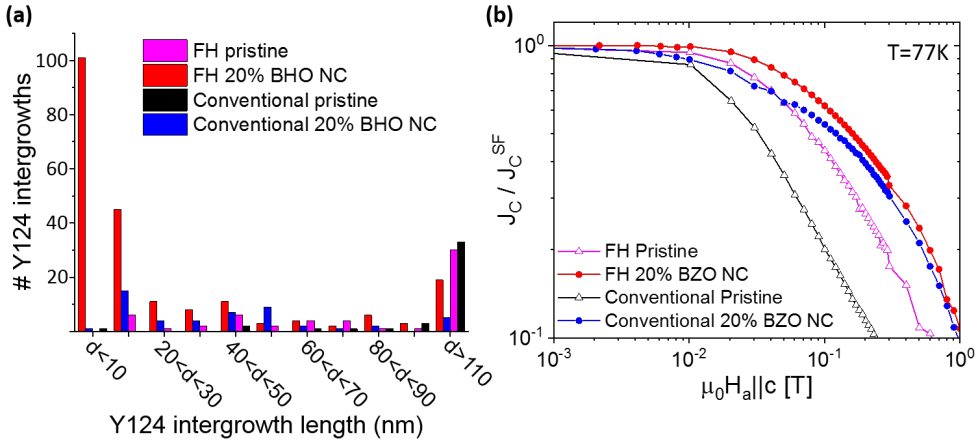 (a)
FH pristine
FH 20% BHO NC
Conventional pristine
Conventional 20% BHO NC
# Y124 intergrowths
100
80
60
40
20
d<10
20<d<30
40<d<50
60<d<70
80<d<90
d>110
Y124 intergrowth length (nm)
(b)
T=77K
J_C / J_C^SF
10^0
10^-1
FH Pristine
FH 20% BZO NC
Conventional Pristine
Conventional 20% BZO NC
10^-3
10^-2
10^-1
10^0
μ₀Hₐ||c [T]